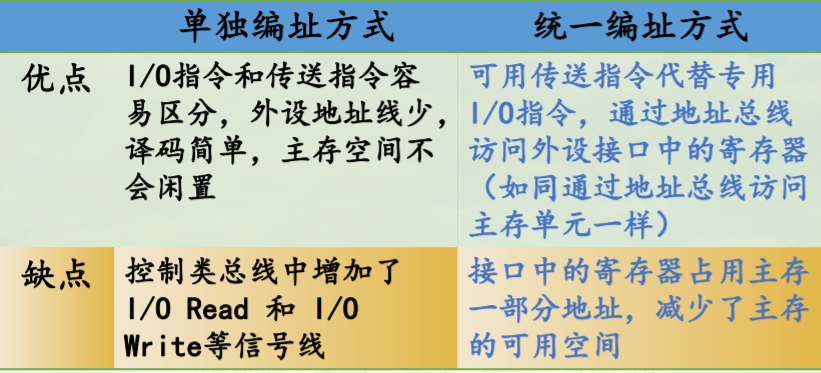 单独编址方式
统一编址方式
优点
I/O指令和传送指令容
易区分，外设地址线少，
译码简单，主存空间不
会闲置
可用传送指令代替专用
I/O指令，通过地址总线
访问外设接口中的寄存器
（如同通过地址总线访问
主存单元一样）
缺点
控制类总线中增加了
I/O Read 和 I/O
Write等信号线
接口中的寄存器占用主存
一部分地址，减少了主存
的可用空间